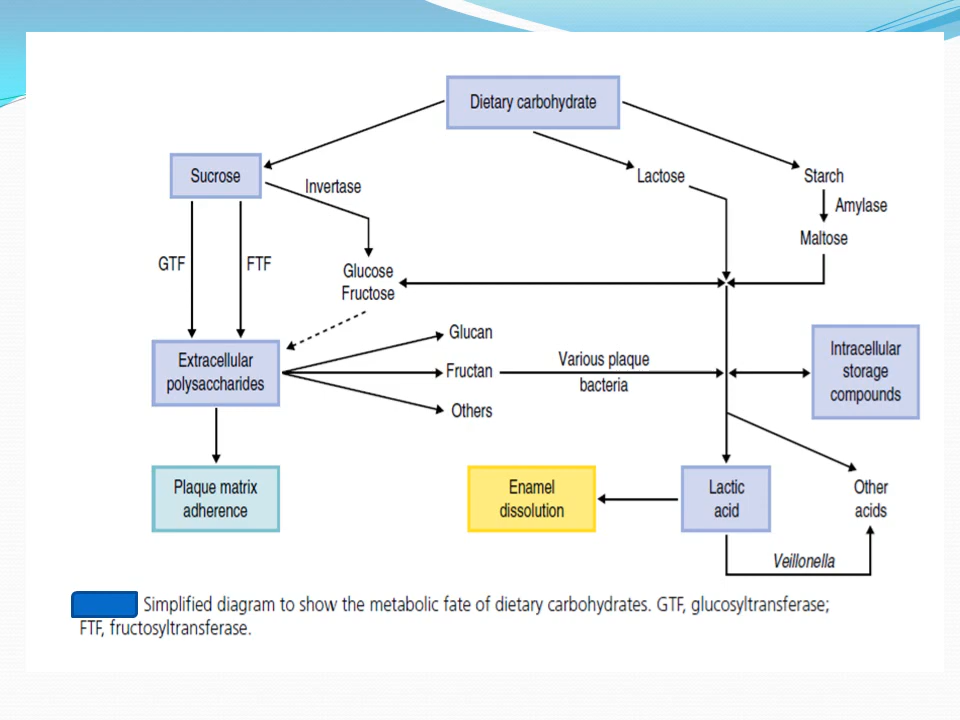 Dietary carbohydrate
Sucrose
Invertase
Lactose
Starch
Amylase
Maltose
GTF
FTF
Glucose
Fructose
Glucan
Extracellular
polysaccharides
Fructan
Various plaque
bacteria
Others
Intracellular
storage
compounds
Plaque matrix
adherence
Enamel
dissolution
Lactic
acid
Other
acids
Veillonella
Simplified diagram to show the metabolic fate of dietary carbohydrates. GTF, glucosyltransferase;
FTF, fructosyltransferase.